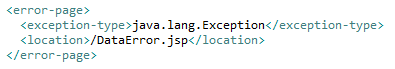 <error-page>
  <exception-type>java.lang.Exception</exception-type>
  <location>/DataError.jsp</location>
</error-page>